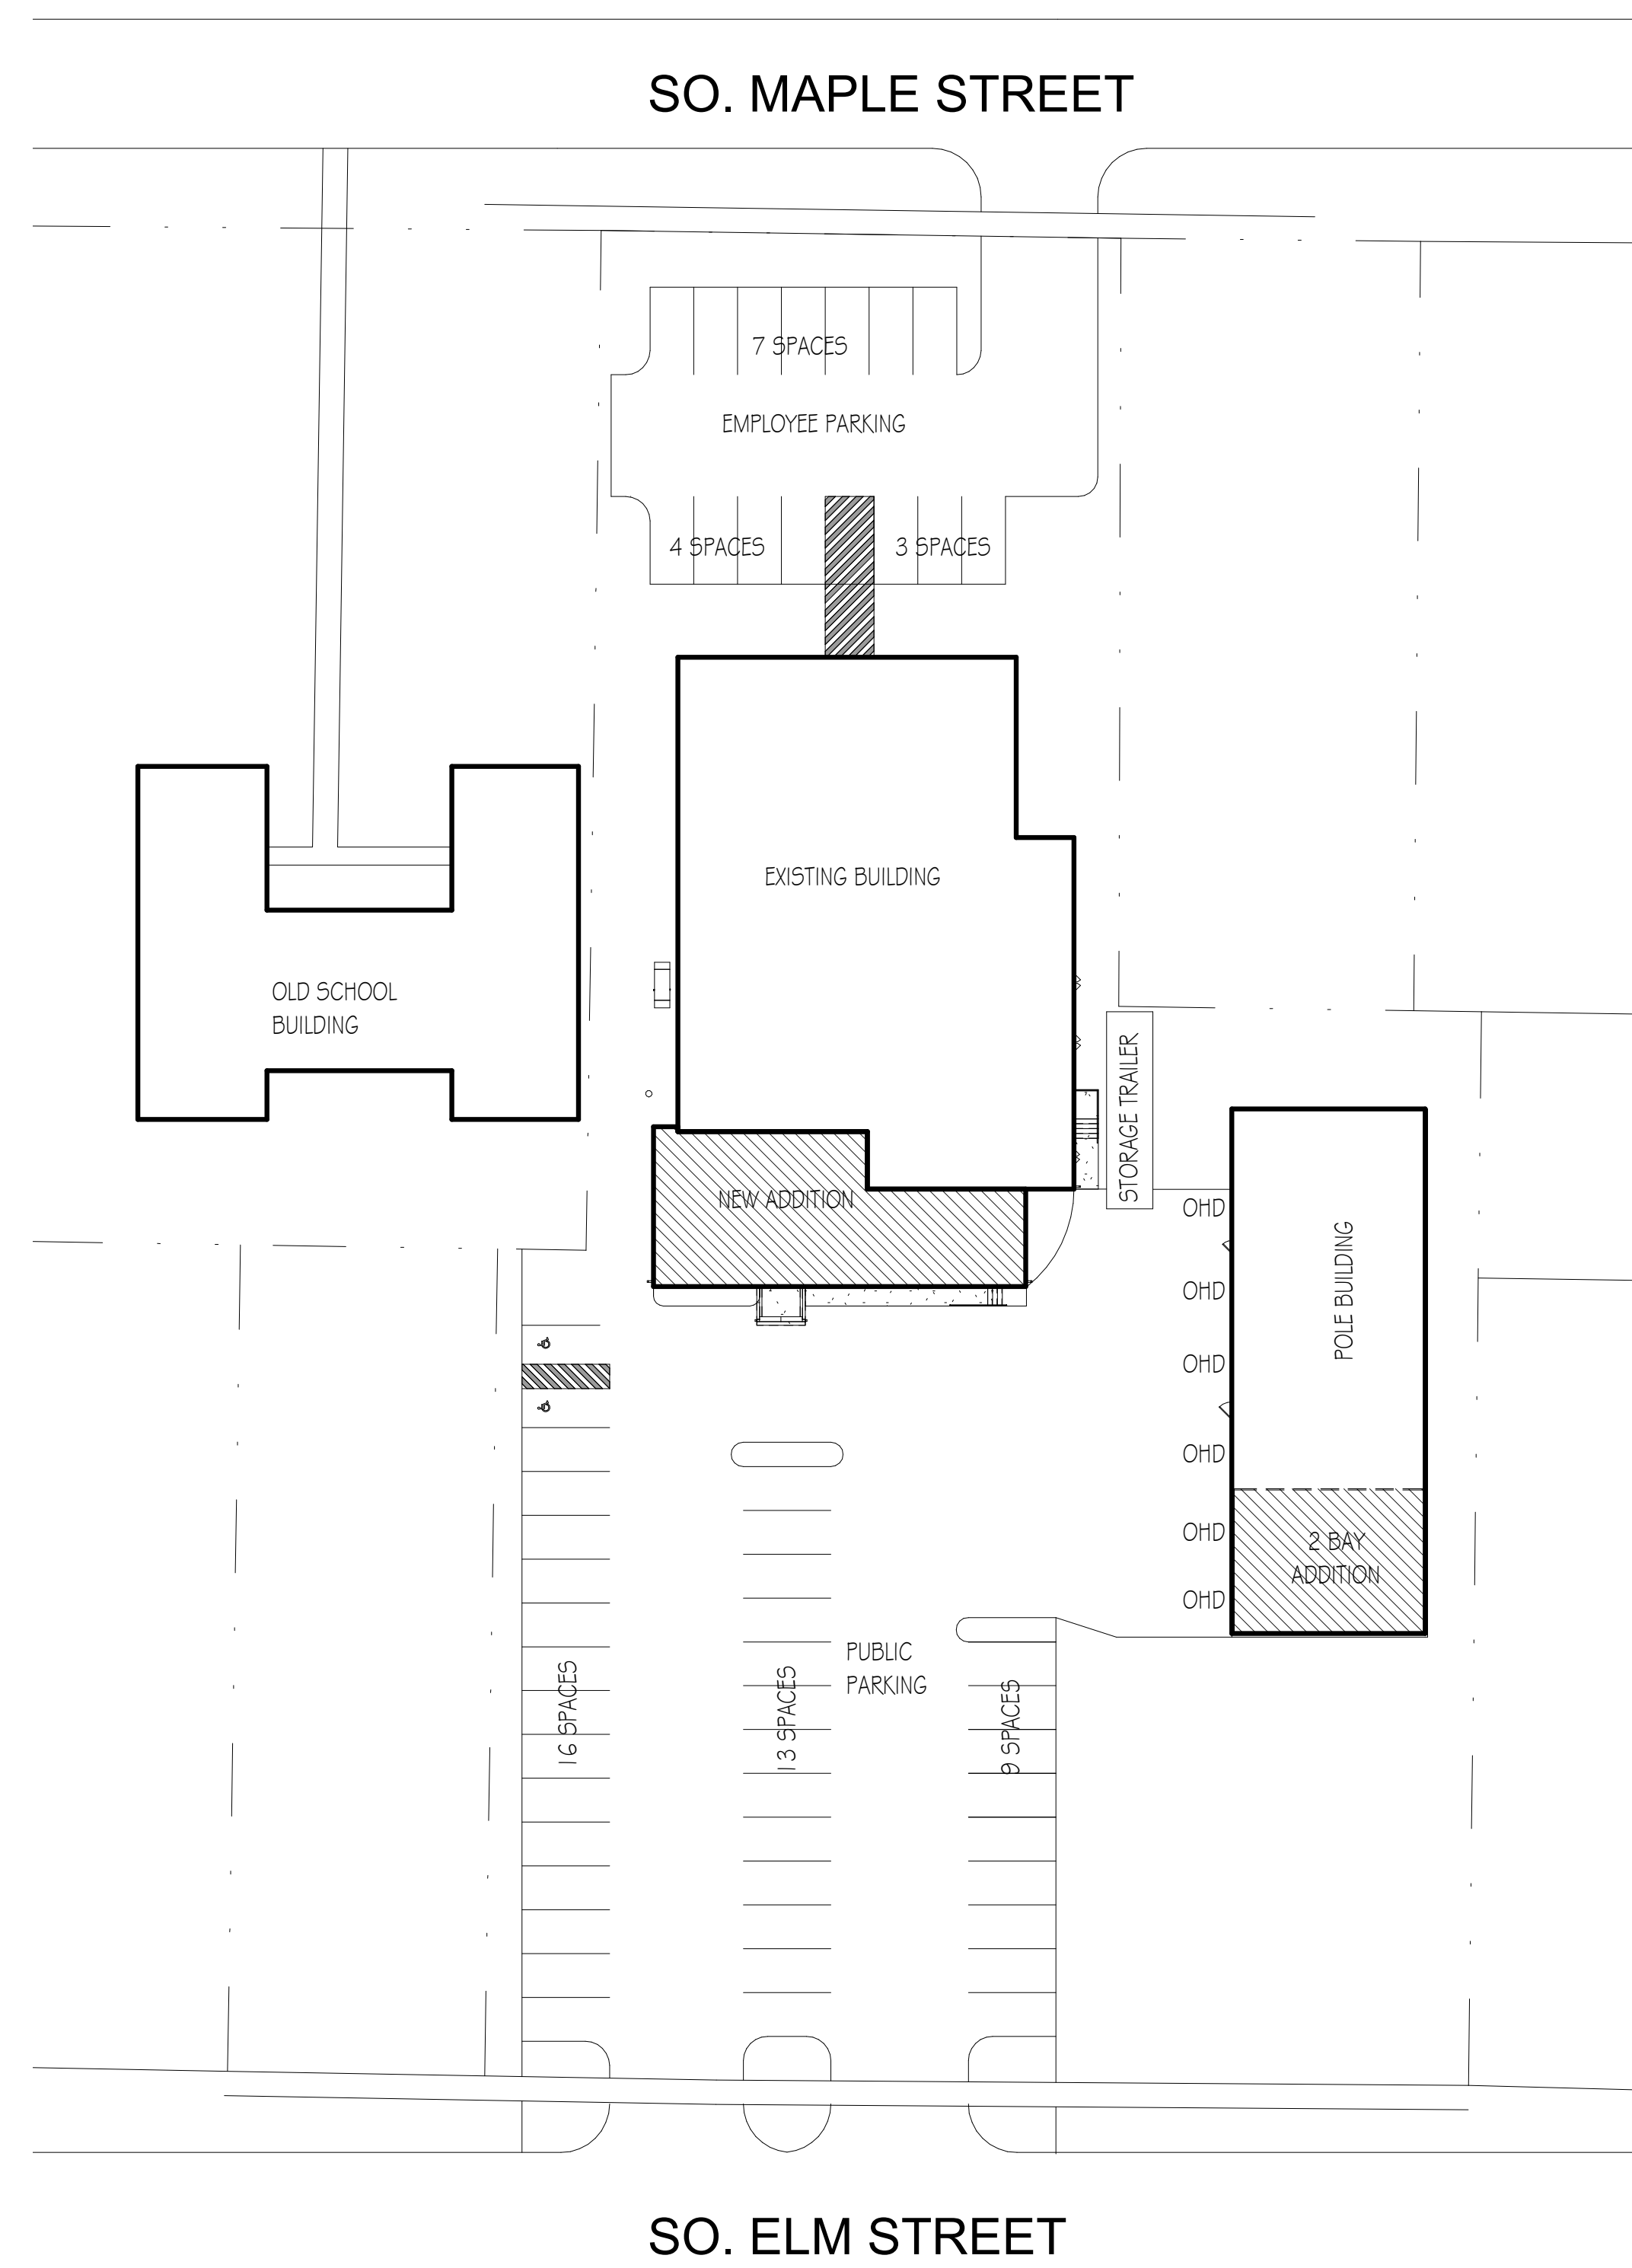 SO. MAPLE STREET
7 SPACES
EMPLOYEE PARKING
4 SPACES
3 SPACES
EXISTING BUILDING
OLD SCHOOL
BUILDING
STORAGE TRAILER
NEW ADDITION
OHD
OHD
POLE BUILDING
OHD
OHD
OHD
2 BAY
ADDITION
OHD
PUBLIC
PARKING
16 SPACES
13 SPACES
9 SPACES
SO. ELM STREET